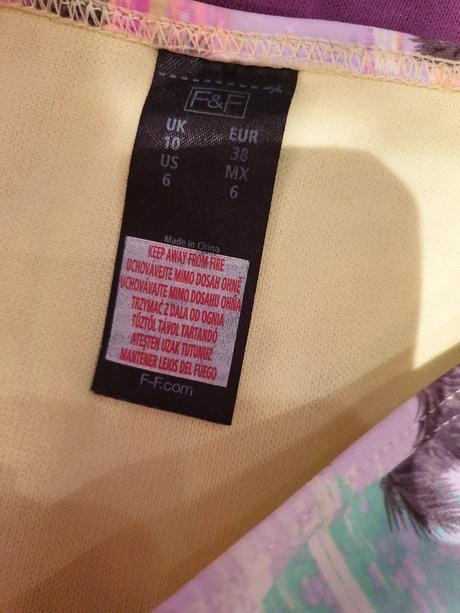 F&F
UK EUR
10 38
US MX
6 6
Made in China
KEEP AWAY FROM FIRE
UCHOVÁVEJTE MIMO DOSAH OHNĚ
UCHOVÁVAJTE MIMO DOSAHU OHŇA
TRZYMAĆ Z DALA OD OGNIA
TŰZTŐL TÁVOL TARTANDÓ
ATEŞTEN UZAK TUTUNUZ
MANTENER LEJOS DEL FUEGO
F-F.com